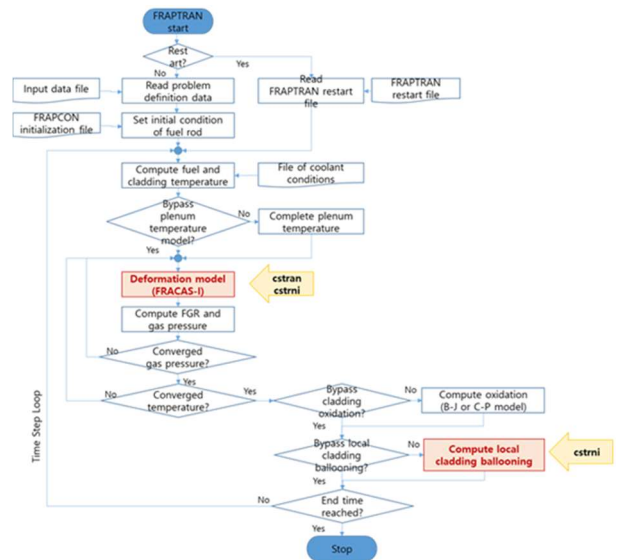 FRAPTRAN
start
Rest
art?
Yes
No
Input data file
Read problem
definition data
Read
FRAPTRAN restart
file
FRAPTRAN
restart file
FRAPCON
initialization file
Set initial condition
of fuel rod
Compute fuel and
cladding temperature
File of coolant
conditions
Bypass
plenum
temperature
model?
No
Complete plenum
temperature
Yes
Deformation model
(FRACAS-I)
cstran
cstrni
Compute FGR and
gas pressure
No
Converged
gas pressure?
Yes
No
Converged
temperature?
Yes
Bypass
cladding
oxidation?
No
Compute oxidation
(B-J or C-P model)
Yes
Bypass local
cladding
ballooning?
No
Compute local
cladding ballooning
cstrni
Yes
Time Step Loop
No
End time
reached?
Yes
Stop